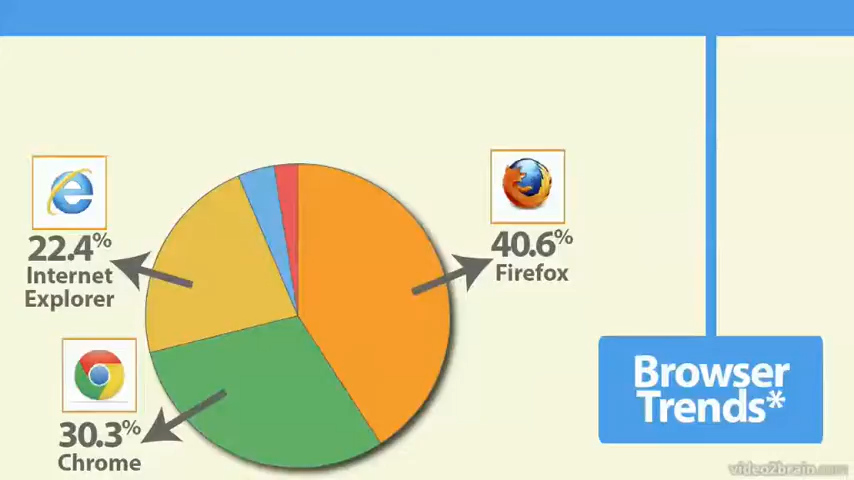 22.4%
Internet
Explorer
40.6%
Firefox
30.3%
Chrome
Browser
Trends*
video2brain.com